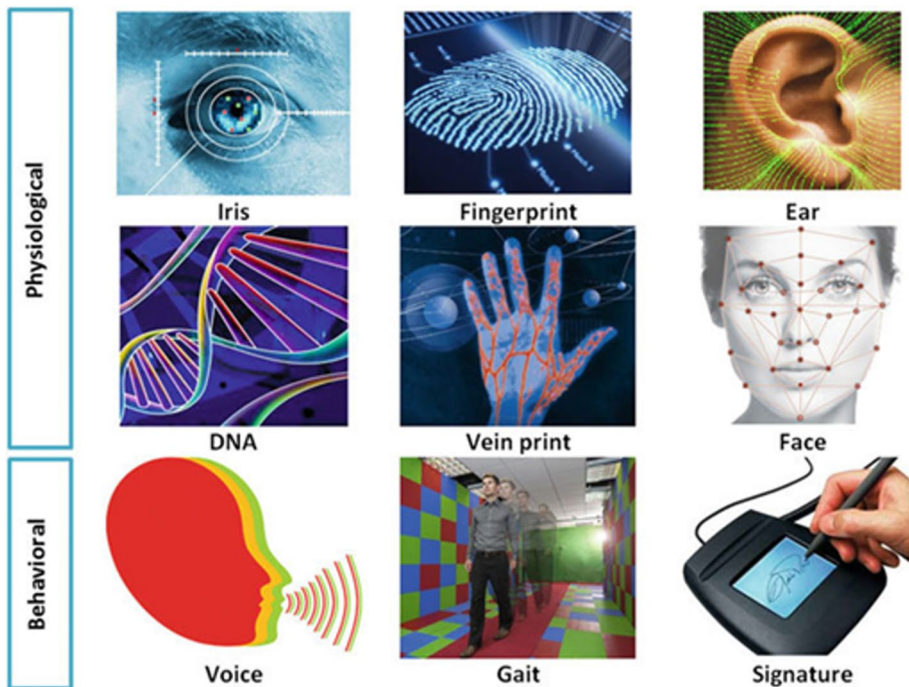 Physiological
Iris
Fingerprint
Ear
DNA
Vein print
Face
Behavioral
Voice
Gait
Signature